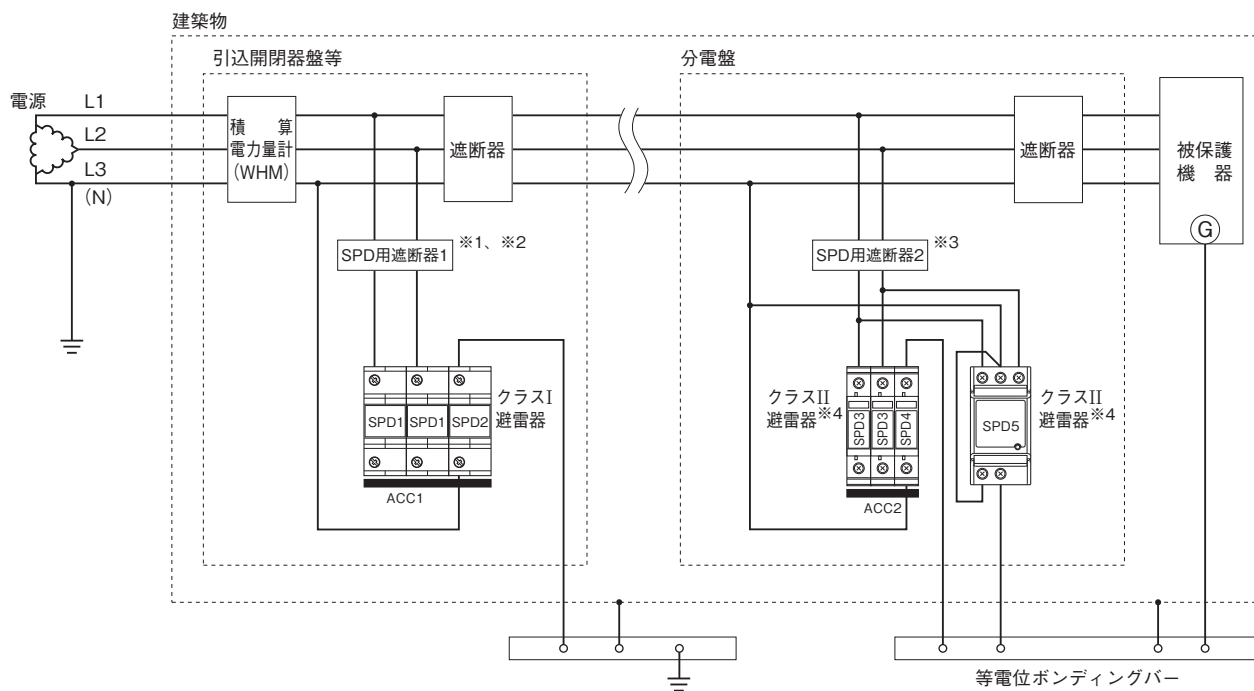 建築物
引込開閉器盤等
分電盤
電源
L1
L2
L3
(N)
積　算
電力量計
(WHM)
遮断器
遮断器
被保護
機　器
G
SPD用遮断器1
※1、※2
SPD用遮断器2
※3
SPD1
SPD1
SPD2
クラスI
避雷器
ACC1
SPD3
SPD3
SPD4
クラスII
避雷器※4
ACC2
SPD5
クラスII
避雷器※4
等電位ボンディングバー